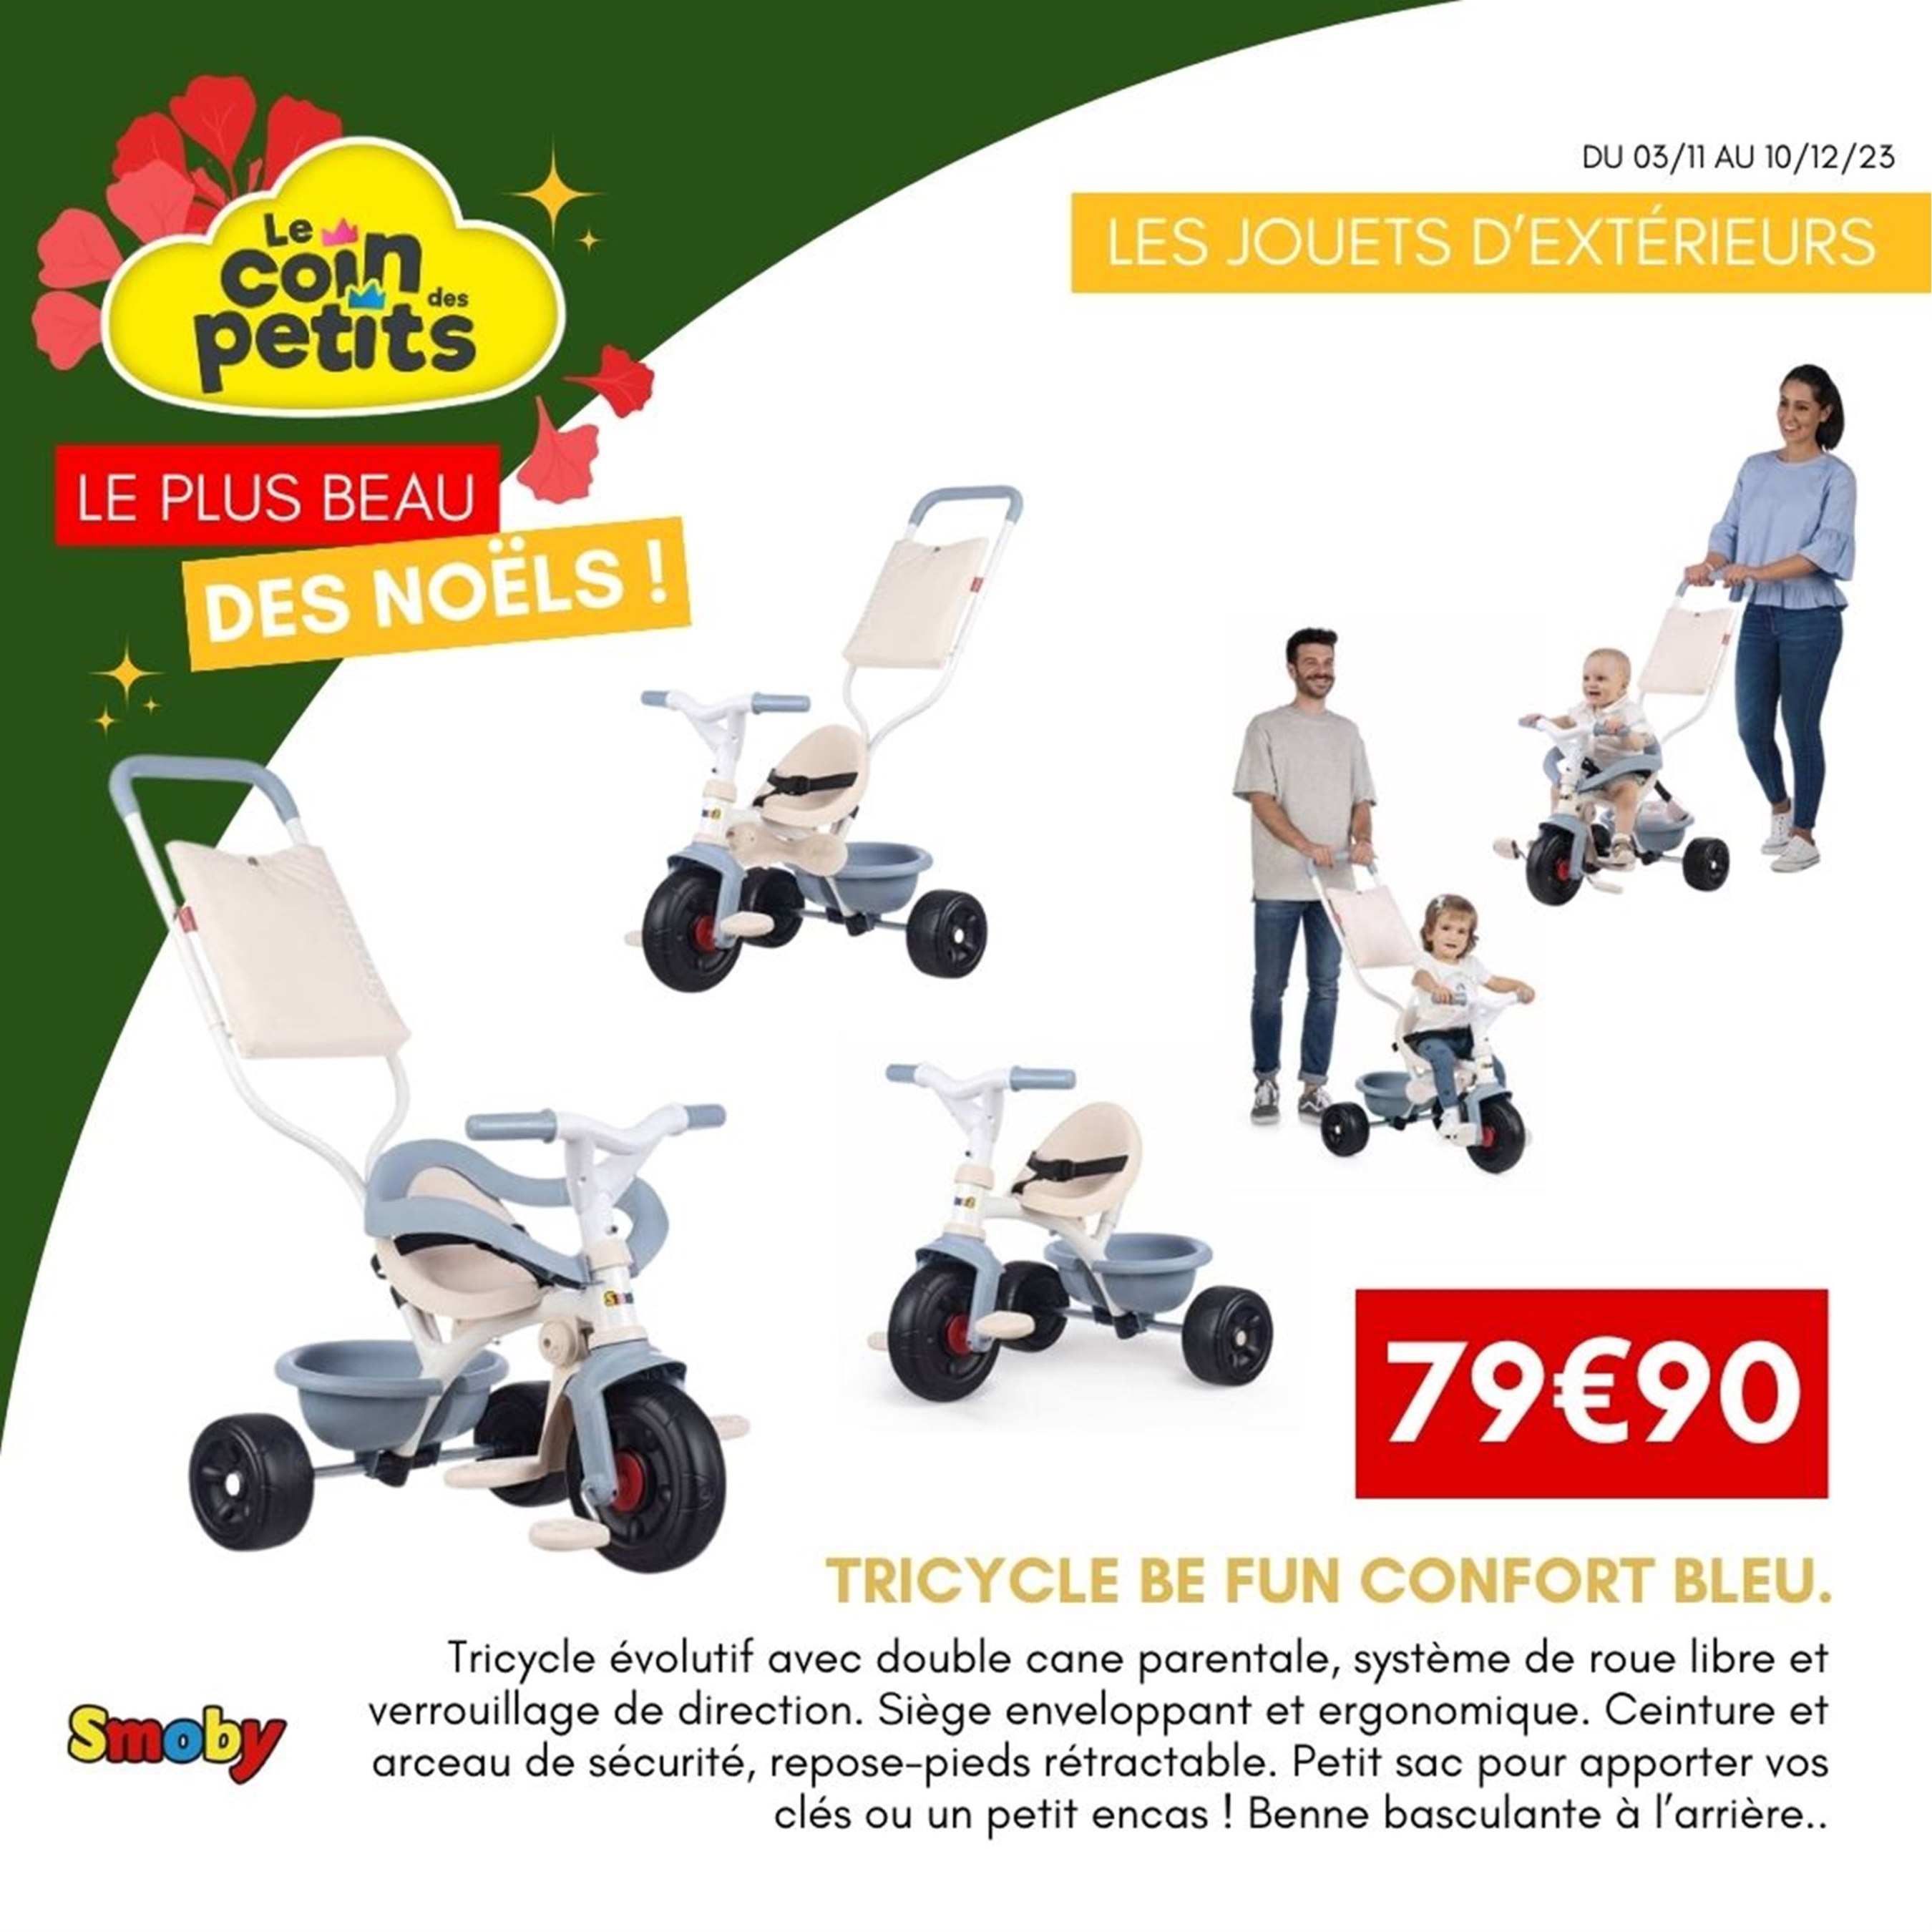 Le
coin
des
petits
LE PLUS BEAU
DES NOËLS !
DU 03/11 AU 10/12/23
LES JOUETS D'EXTÉRIEURS
79€90
TRICYCLE BE FUN CONFORT BLEU.
Tricycle évolutif avec double cane parentale, système de roue libre et
verrouillage de direction. Siège enveloppant et ergonomique. Ceinture et
arceau de sécurité, repose-pieds rétractable. Petit sac pour apporter vos
clés ou un petit encas ! Benne basculante à l'arrière..
Smoby